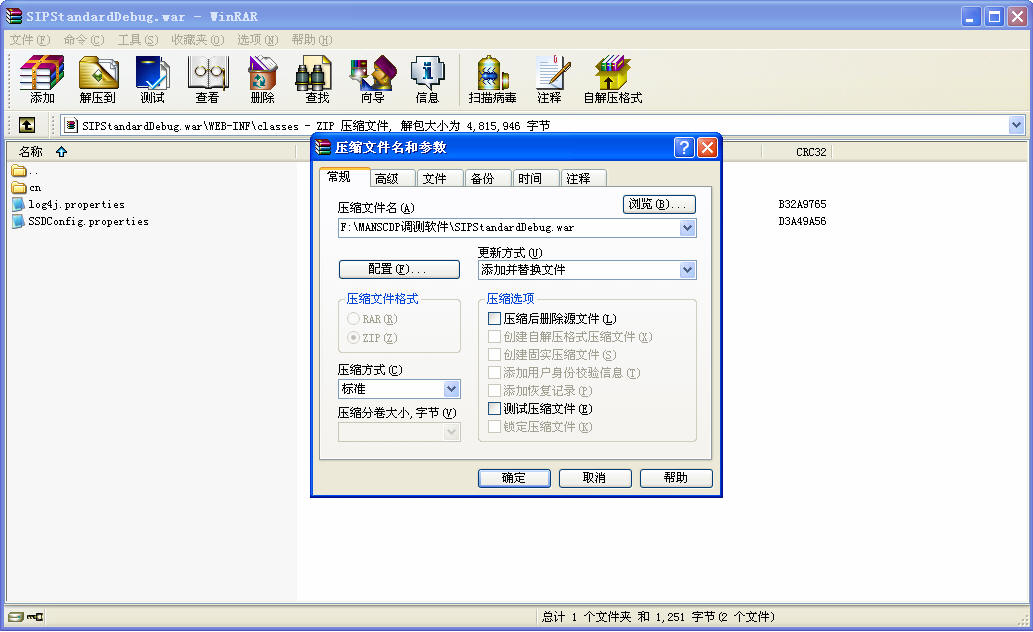 SIPStandardDebug.war - WinRAR
文件(F) 命令(C) 工具(S) 收藏夹(O) 选项(N) 帮助(H)
添加 解压到 测试 查看 删除 查找 向导 信息 扫描病毒 注释 自解压格式
SIPStandardDebug.war\WEB-INF\classes - ZIP 压缩文件, 解包大小为 4,815,946 字节
名称 CRC32
..
cn
log4j.properties B32A9765
SSDConfig.properties D3A49A56
压缩文件名和参数
常规 高级 文件 备份 时间 注释
压缩文件名(A) 浏览(B)...
F:\MANSCDP调测软件\SIPStandardDebug.war
更新方式(U)
配置(F)... 添加并替换文件
压缩文件格式 压缩选项
RAR(R)
ZIP(Z)
压缩后删除源文件(L)
创建自解压格式压缩文件(X)
创建固实压缩文件(S)
添加用户身份校验信息(T)
添加恢复记录(P)
测试压缩文件(E)
锁定压缩文件(K)
压缩方式(C)
标准
压缩分卷大小,字节(V)
确定 取消 帮助
总计 1 个文件夹 和 1,251 字节(2 个文件)